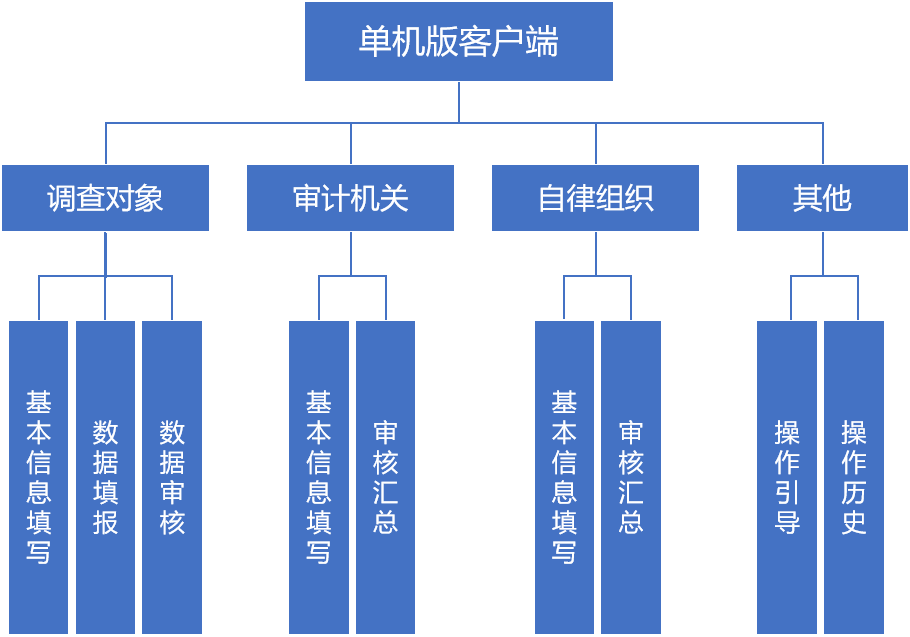 单机版客户端
调查对象
审计机关
自律组织
其他
基本信息填写
数据填报
数据审核
基本信息填写
审核汇总
基本信息填写
审核汇总
操作引导
操作历史